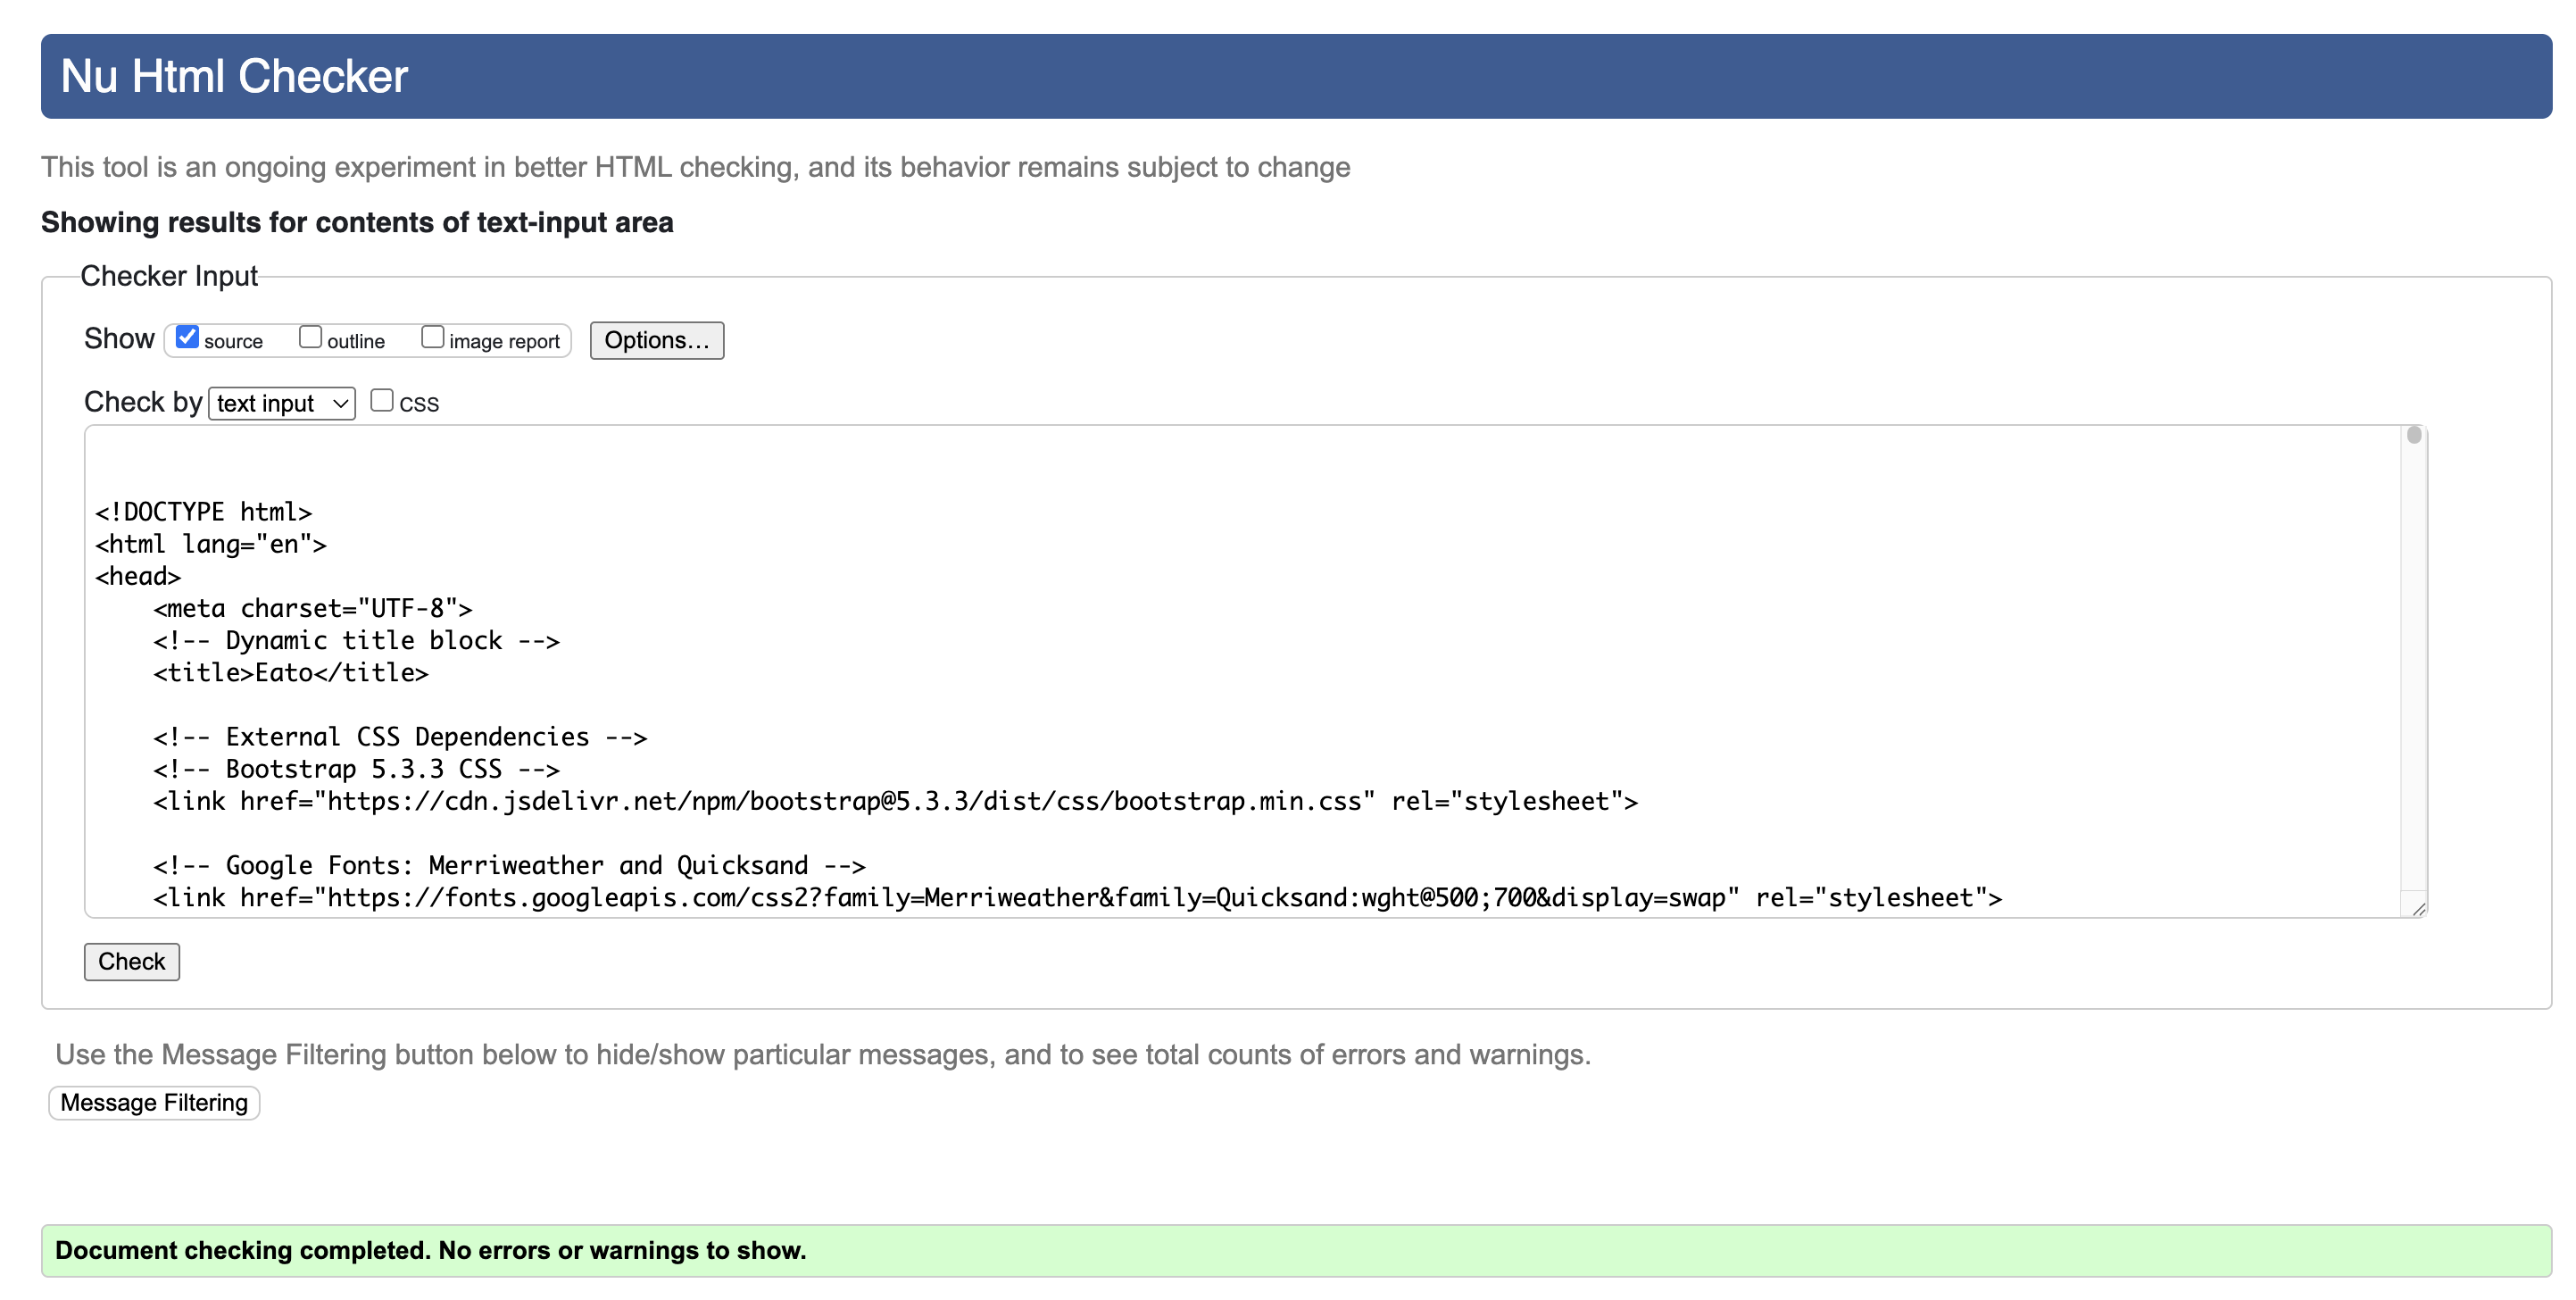 Nu Html Checker
This tool is an ongoing experiment in better HTML checking, and its behavior remains subject to change
Showing results for contents of text-input area
Checker Input
Show source outline image report Options...
Check by text input CSS
<!DOCTYPE html>
<html lang="en">
<head>
    <meta charset="UTF-8">
    <!-- Dynamic title block -->
    <title>Eato</title>
    <!-- External CSS Dependencies -->
    <!-- Bootstrap 5.3.3 CSS -->
    <link href="https://cdn.jsdelivr.net/npm/bootstrap@5.3.3/dist/css/bootstrap.min.css" rel="stylesheet">
    <!-- Google Fonts: Merriweather and Quicksand -->
    <link href="https://fonts.googleapis.com/css2?family=Merriweather&family=Quicksand:wght@500;700&display=swap" rel="stylesheet">
Check
Use the Message Filtering button below to hide/show particular messages, and to see total counts of errors and warnings.
Message Filtering
Document checking completed. No errors or warnings to show.